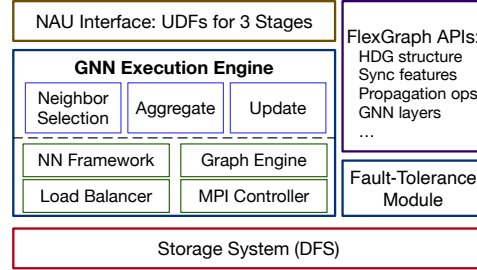 NAU Interface: UDFs for 3 Stages
GNN Execution Engine
Neighbor
Selection
Aggregate
Update
NN Framework
Graph Engine
Load Balancer
MPI Controller
FlexGraph APIs:
HDG structure
Sync features
Propagation ops
GNN layers
...
Fault-Tolerance
Module
Storage System (DFS)